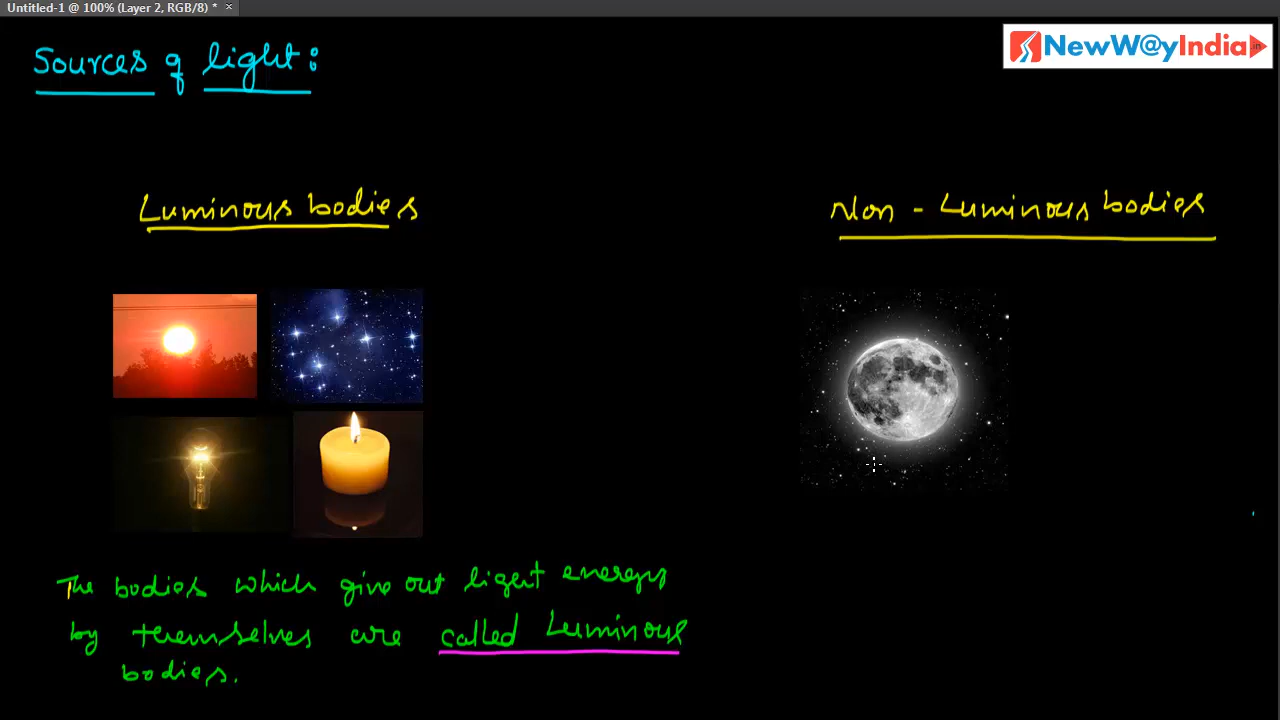 Untitled-1 @ 100% (Layer 2, RGB/8) * ×
NewW@yIndia.in
Sources of light:
Luminous bodies
Non - Luminous bodies
The bodies which give out light energy
by themselves are called Luminous
bodies.